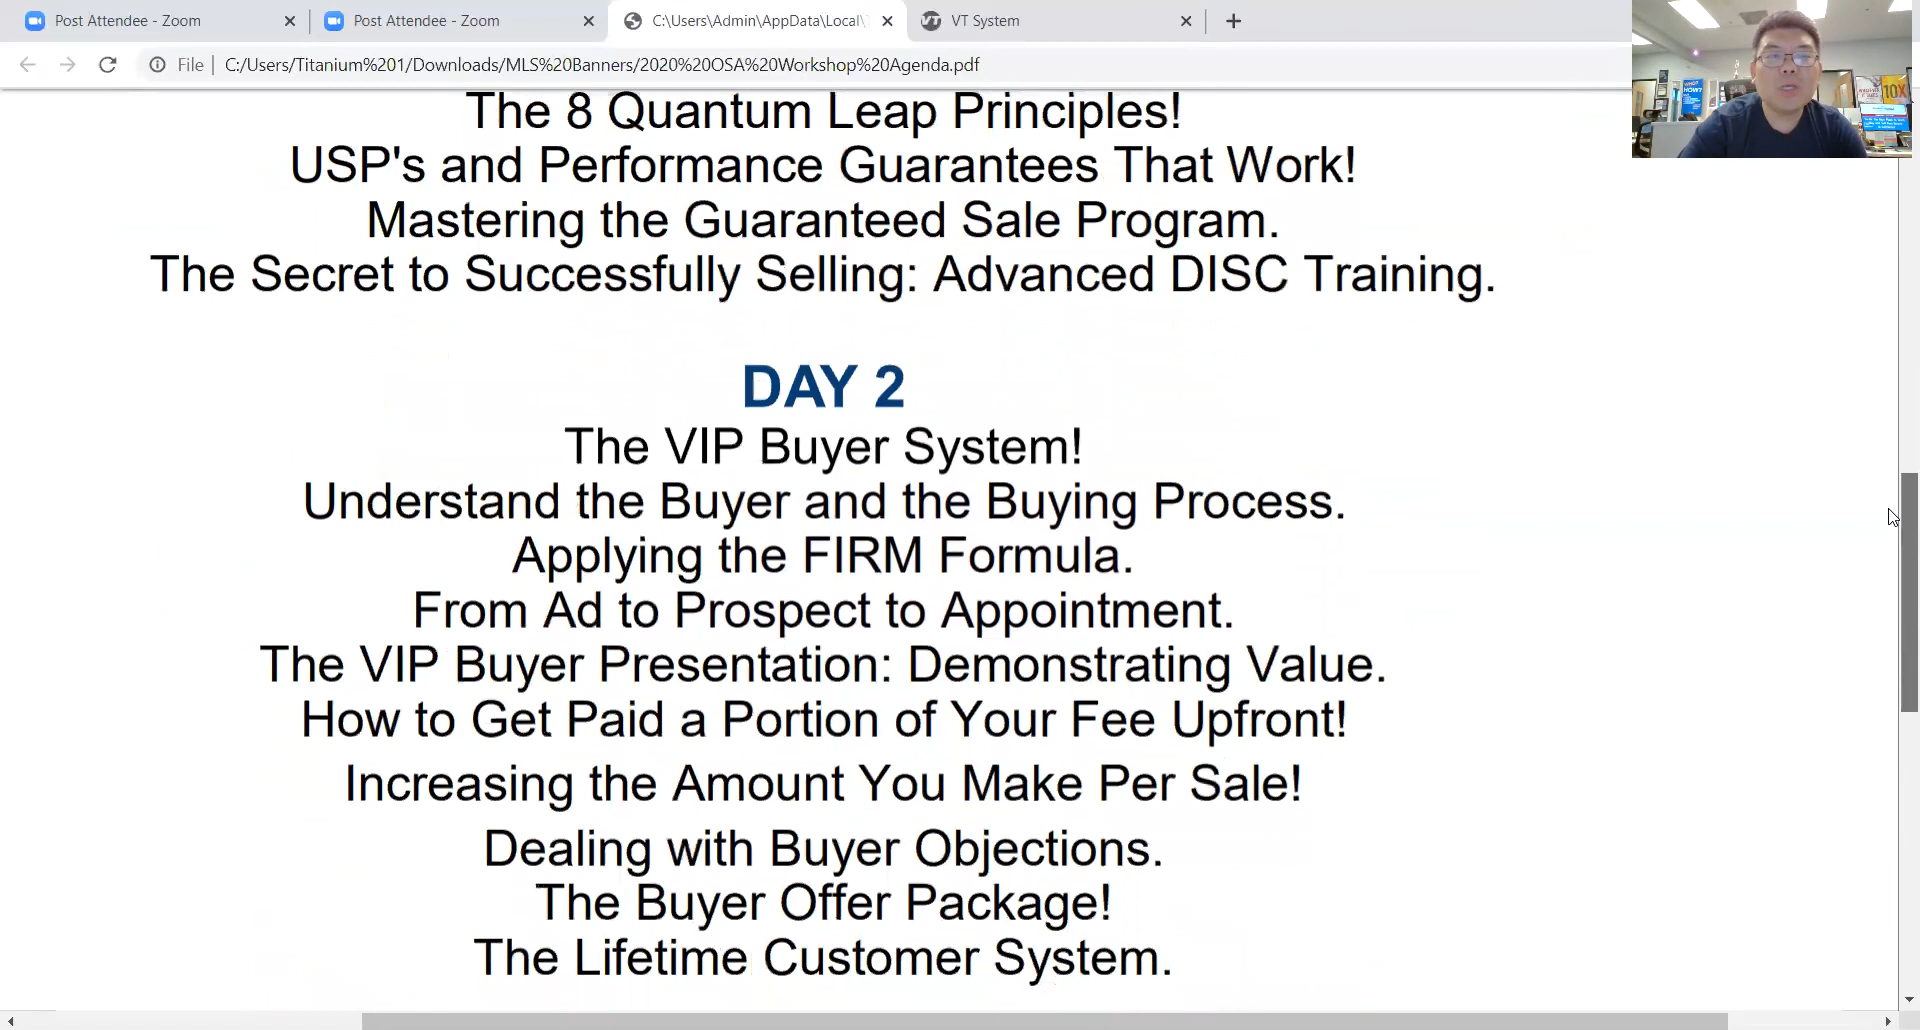 Post Attendee - Zoom
Post Attendee - Zoom
C:\Users\Admin\AppData\Local\
VT System
File
C:/Users/Titanium%201/Downloads/MLS%20Banners/2020%20OSA%20Workshop%20Agenda.pdf
10X
The 8 Quantum Leap Principles!
USP's and Performance Guarantees That Work!
Mastering the Guaranteed Sale Program.
The Secret to Successfully Selling: Advanced DISC Training.
DAY 2
The VIP Buyer System!
Understand the Buyer and the Buying Process.
Applying the FIRM Formula.
From Ad to Prospect to Appointment.
The VIP Buyer Presentation: Demonstrating Value.
How to Get Paid a Portion of Your Fee Upfront!
Increasing the Amount You Make Per Sale!
Dealing with Buyer Objections.
The Buyer Offer Package!
The Lifetime Customer System.